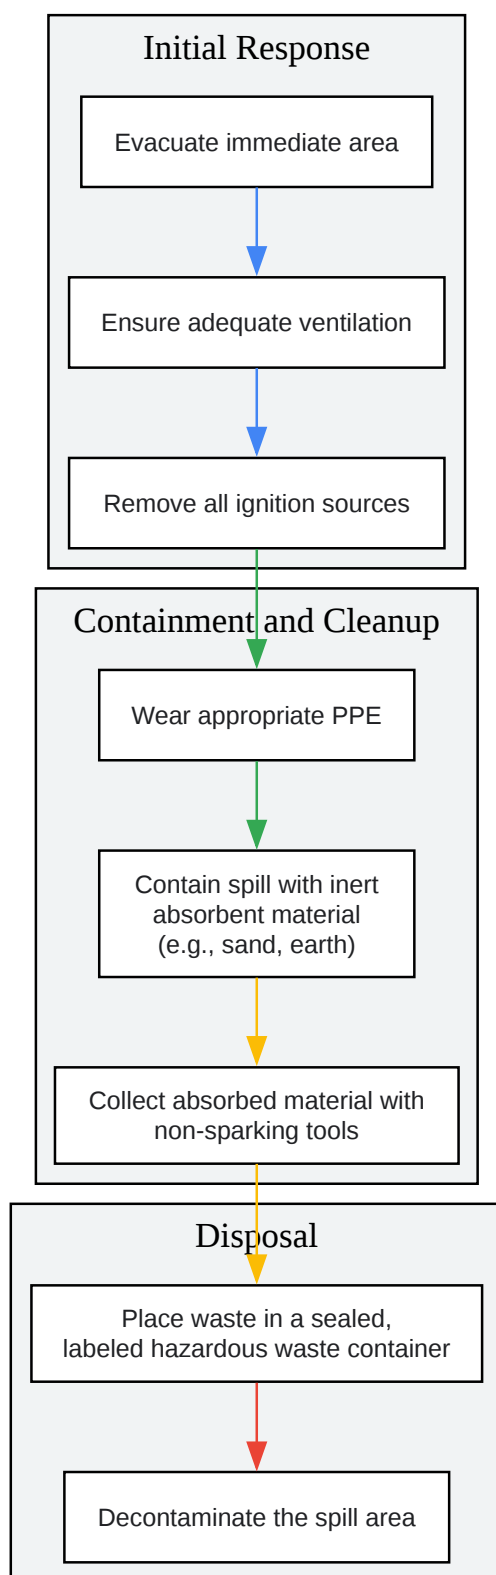 Initial Response
Evacuate immediate area
Ensure adequate ventilation
Remove all ignition sources
Containment and Cleanup
Wear appropriate PPE
Contain spill with inert
absorbent material
(e.g., sand, earth)
Collect absorbed material with
non-sparking tools
Disposal
Place waste in a sealed,
labeled hazardous waste container
Decontaminate the spill area